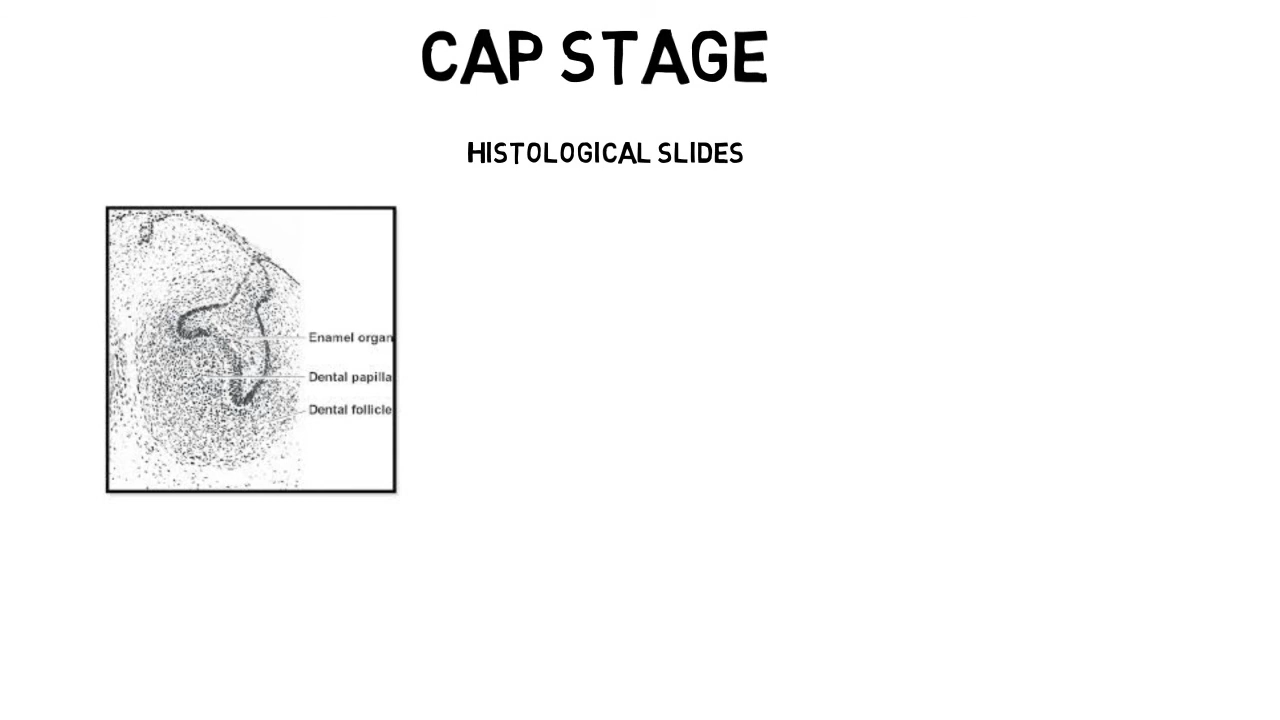 CAP STAGE
HISTOLOGICAL SLIDES
Enamel organ
Dental papilla
Dental follicle